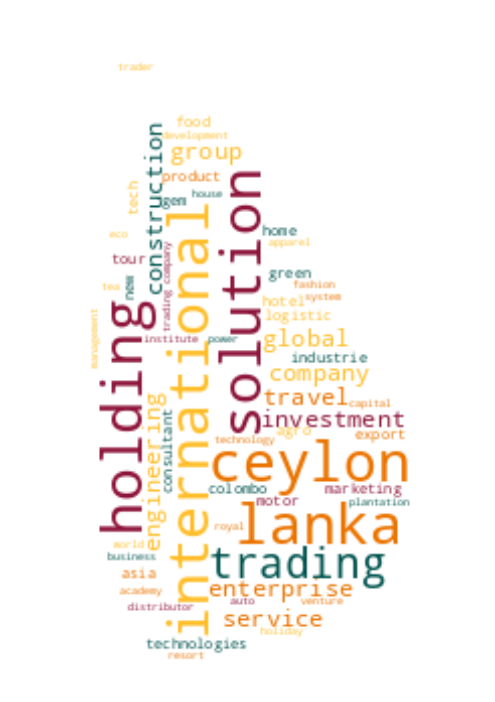 trader
food
development
group
construction
product
tech
house
gem
solution
international
home
eco
apparel
tour
trading company
green
tea
new
fashion
system
hotel
logistic
holding
management
institute
power
global
industrie
company
travel
capital
engineering
consultant
investment
agro
export
technology
ceylon
colombo
marketing
motor
plantation
lanka
royal
world
trading
business
asia
academy
enterprise
auto
venture
distributor
service
holiday
technologies
resort